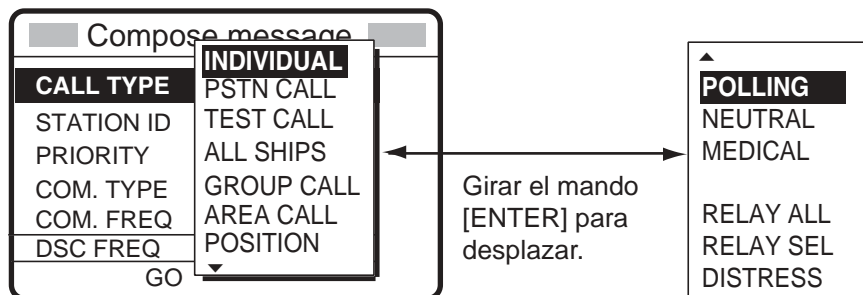 Compose message
CALL TYPE
STATION ID
PRIORITY
COM. TYPE
COM. FREQ
DSC FREQ
GO
INDIVIDUAL
PSTN CALL
TEST CALL
ALL SHIPS
GROUP CALL
AREA CALL
POSITION
Girar el mando
[ENTER] para
desplazar.
POLLING
NEUTRAL
MEDICAL
RELAY ALL
RELAY SEL
DISTRESS